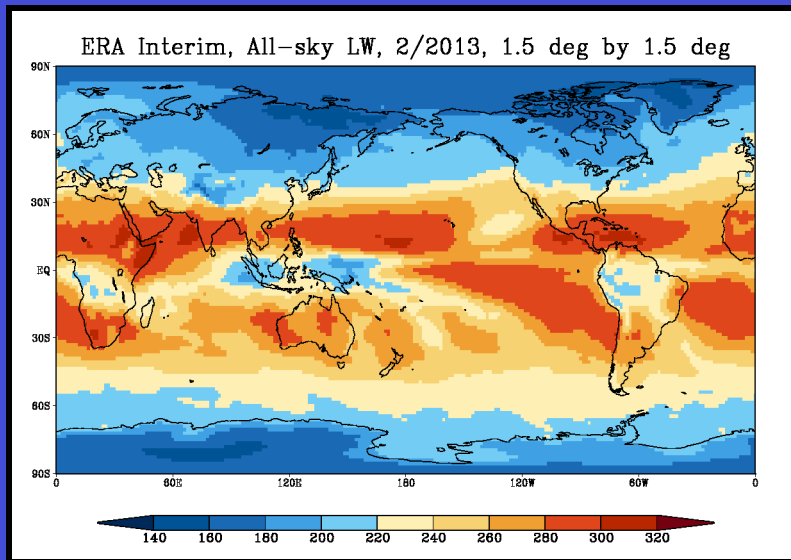 ERA Interim, All-sky LW, 2/2013, 1.5 deg by 1.5 deg
90N
60N
30N
EQ
30S
60S
90S
0 60E 120E 180 120W 60W 0
140 160 180 200 220 240 260 280 300 320